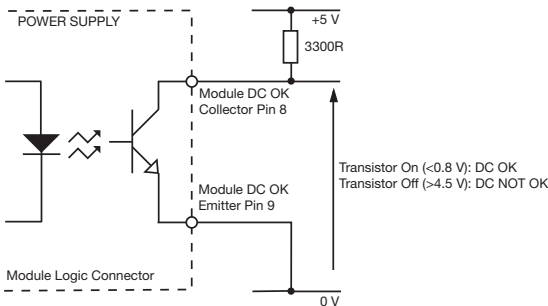 POWER SUPPLY
+5 V
3300R
Module DC OK
Collector Pin 8
Transistor On (<0.8 V): DC OK
Transistor Off (>4.5 V): DC NOT OK
Module DC OK
Emitter Pin 9
Module Logic Connector
0 V